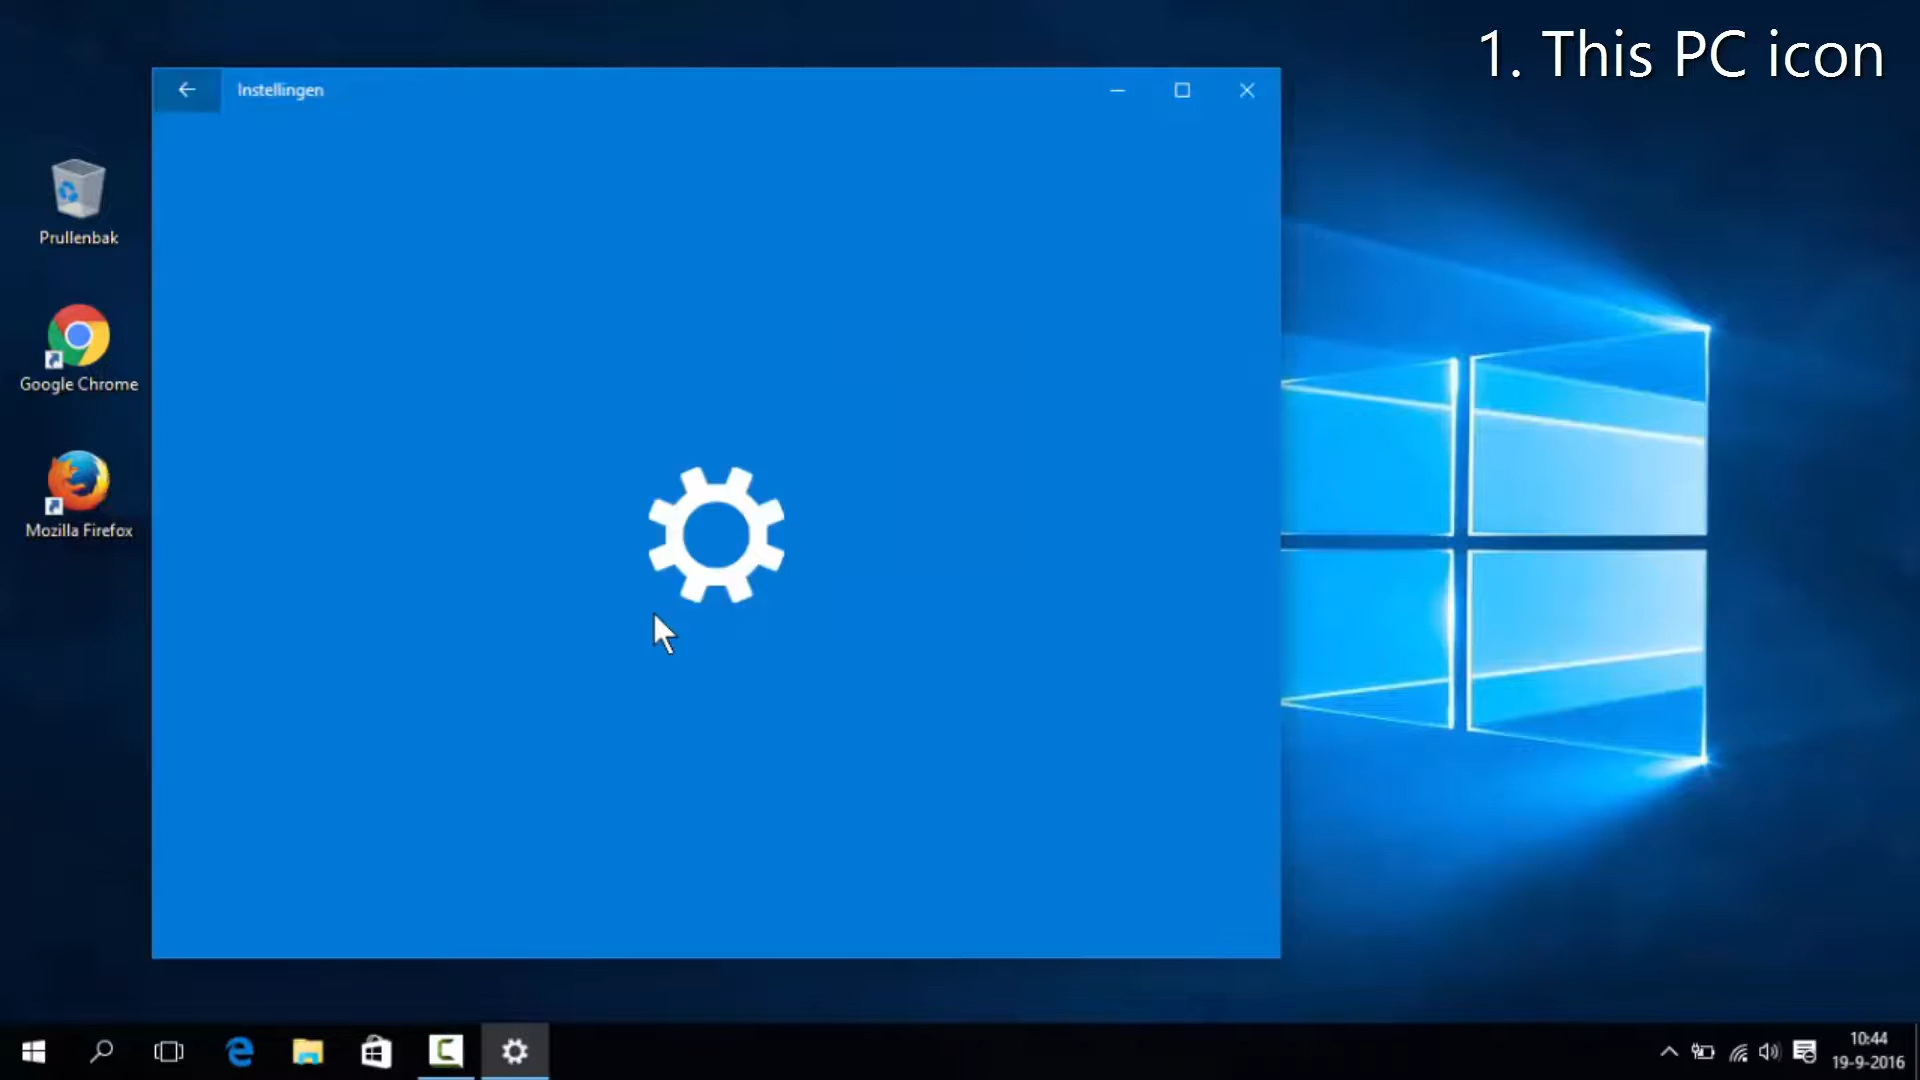 1. This PC icon
Instellingen
Prullenbak
Google Chrome
Mozilla Firefox
10:44
19-9-2016